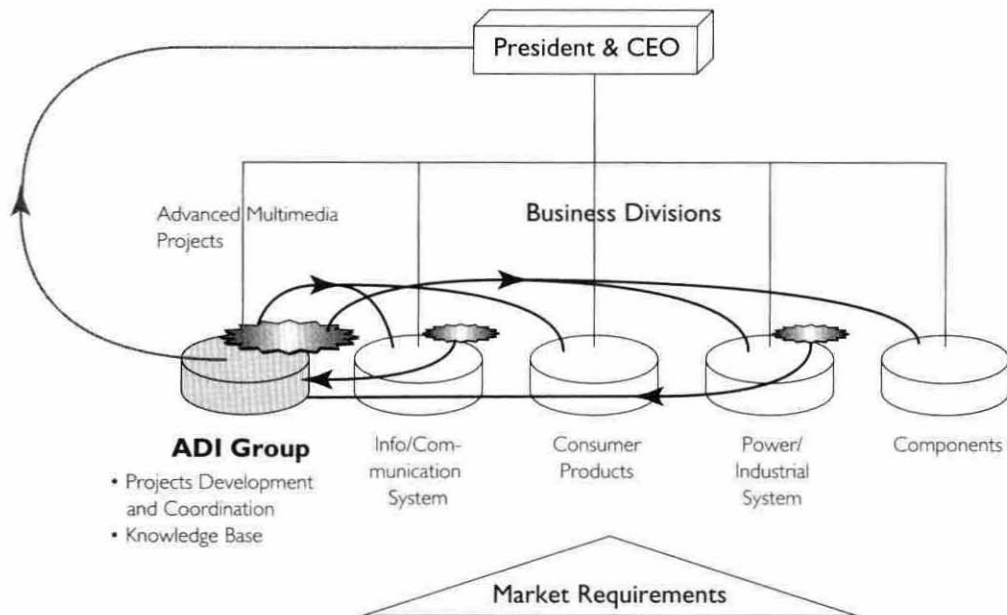 President & CEO
Advanced Multimedia
Projects
Business Divisions
ADI Group
• Projects Development
and Coordination
• Knowledge Base
Info/Com-
munication
System
Consumer
Products
Power/
Industrial
System
Components
Market Requirements